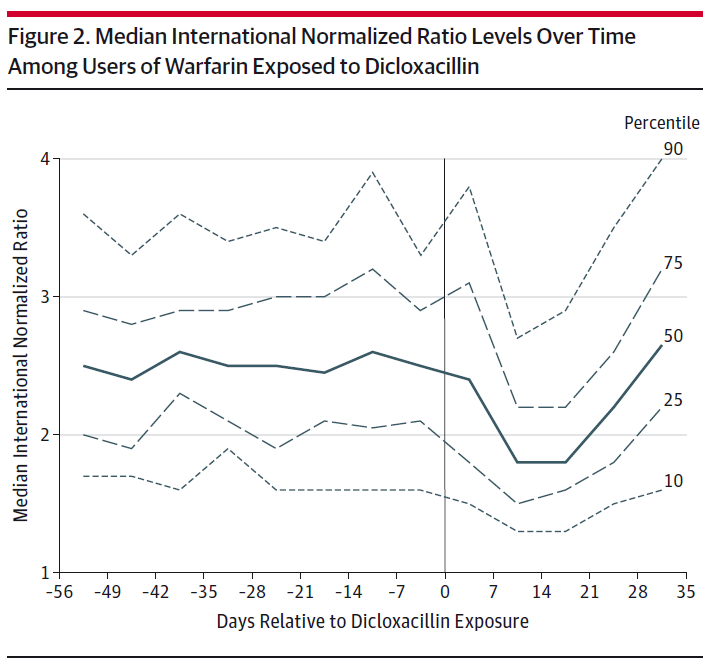 Figure 2. Median International Normalized Ratio Levels Over Time
Among Users of Warfarin Exposed to Dicloxacillin
Percentile
90
75
50
25
10
4
3
2
1
Median International Normalized Ratio
-56 -49 -42 -35 -28 -21 -14 -7 0 7 14 21 28 35
Days Relative to Dicloxacillin Exposure